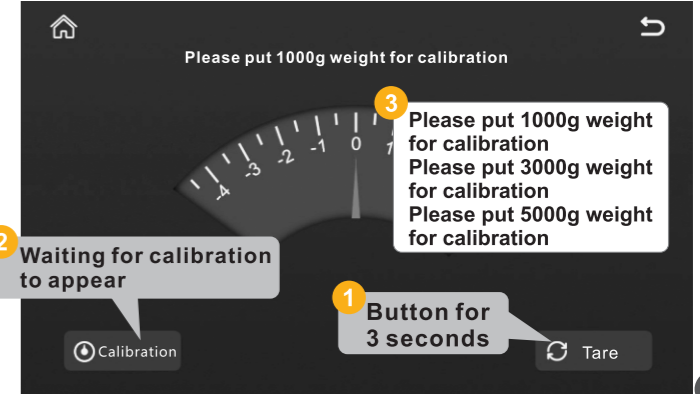 Please put 1000g weight for calibration
3
Please put 1000g weight
for calibration
Please put 3000g weight
for calibration
Please put 5000g weight
for calibration
-4 -3 -2 -1 0 1
2
Waiting for calibration
to appear
1
Button for
3 seconds
Calibration
Tare